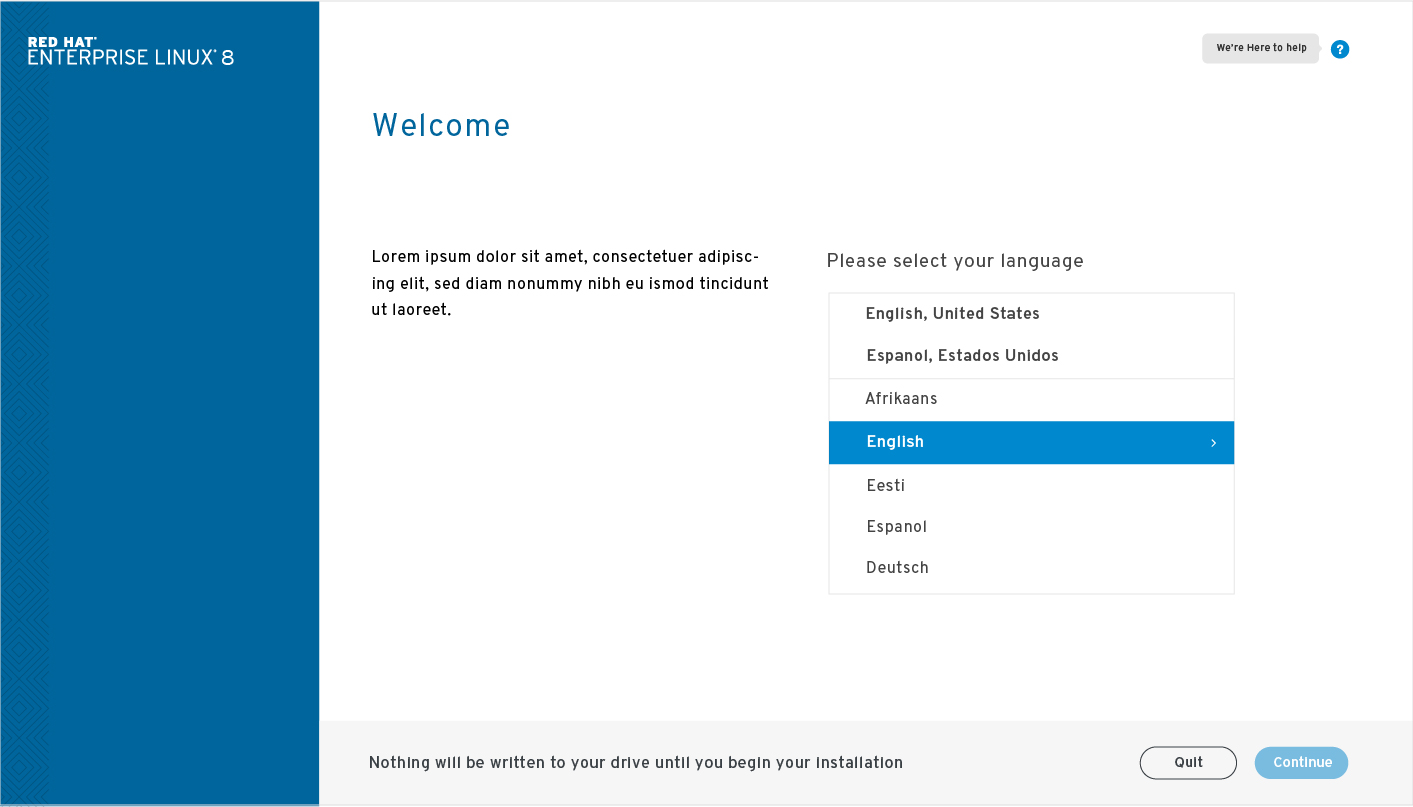 RED HAT
ENTERPRISE LINUX 8
We're Here to help
?
Welcome
Lorem ipsum dolor sit amet, consectetuer adipisc-
ing elit, sed diam nonummy nibh eu ismod tincidunt
ut laoreet.
Please select your language
English, United States
Espanol, Estados Unidos
Afrikaans
English
Eesti
Espanol
Deutsch
Nothing will be written to your drive until you begin your installation
Quit
Continue